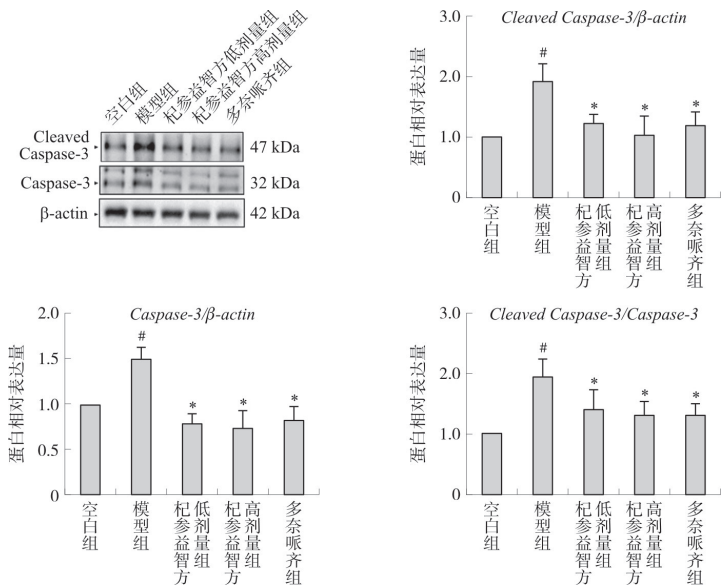 空白组
模型组
杞参益智方低剂量组
杞参益智方高剂量组
多奈哌齐组
Cleaved
Caspase-3
47 kDa
Caspase-3
32 kDa
β-actin
42 kDa
Cleaved Caspase-3/β-actin
蛋白相对表达量
3.0
2.0
1.0
0
#
*
*
*
空白组
模型组
杞参益智方
低剂量组
杞参益智方
高剂量组
多奈哌齐组
Caspase-3/β-actin
蛋白相对表达量
2.0
1.5
1.0
0.5
0
#
*
*
*
空白组
模型组
杞参益智方
低剂量组
杞参益智方
高剂量组
多奈哌齐组
Cleaved Caspase-3/Caspase-3
蛋白相对表达量
3.0
2.0
1.0
0
#
*
*
*
空白组
模型组
杞参益智方
低剂量组
杞参益智方
高剂量组
多奈哌齐组